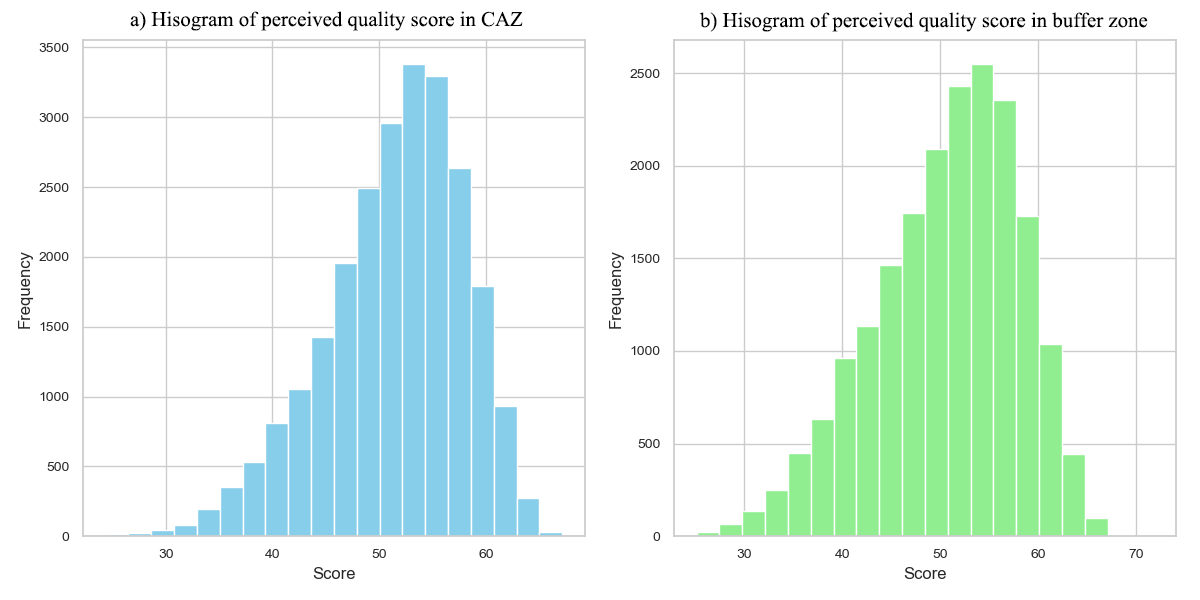 a) Hisogram of perceived quality score in CAZ
3500
3000
2500
2000
1500
1000
500
0
Frequency
30 40 50 60
Score
b) Hisogram of perceived quality score in buffer zone
2500
2000
1500
1000
500
0
Frequency
30 40 50 60 70
Score